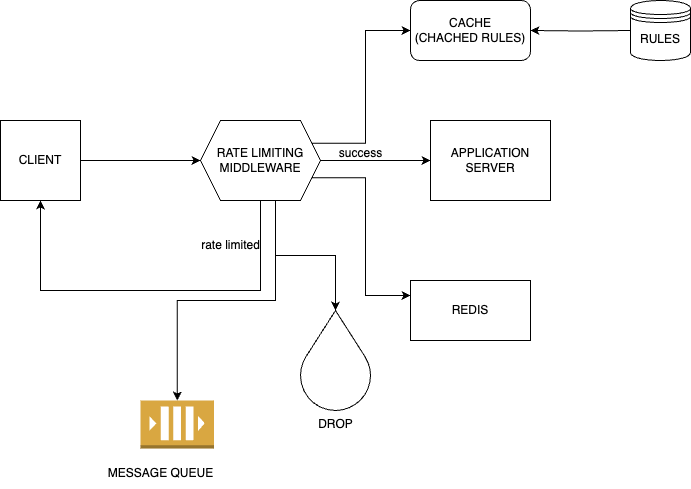 CACHE
(CHACHED RULES)
RULES
CLIENT
RATE LIMITING
MIDDLEWARE
success
APPLICATION
SERVER
rate limited
REDIS
DROP
MESSAGE QUEUE